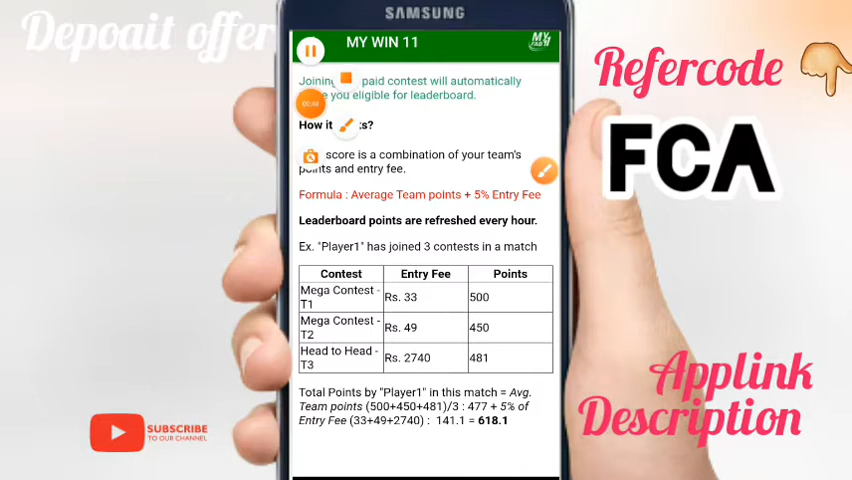 Depoait offer
SAMSUNG
MY WIN 11
Joining paid contest will automatically
you eligible for leaderboard.
How it
score is a combination of your team's
points and entry fee.
Formula : Average Team points + 5% Entry Fee
Leaderboard points are refreshed every hour.
Ex. "Player1" has joined 3 contests in a match
Contest Entry Fee Points
Mega Contest -
T1 Rs. 33 500
Mega Contest -
T2 Rs. 49 450
Head to Head -
T3 Rs. 2740 481
Total Points by "Player1" in this match = Avg.
Team points (500+450+481)/3 : 477 + 5% of
Entry Fee (33+49+2740) : 141.1 = 618.1
Refercode
FCA
Applink
Description
SUBSCRIBE
TO OUR CHANNEL